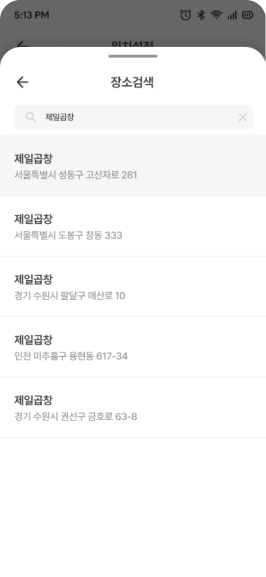 5:13 PM
위치설정
장소검색
제일곱창
제일곱창
서울특별시 성동구 고산자로 281
제일곱창
서울특별시 도봉구 창동 333
제일곱창
경기 수원시 팔달구 매산로 10
제일곱창
인천 미추홀구 용현동 617-34
제일곱창
경기 수원시 권선구 금호로 63-8